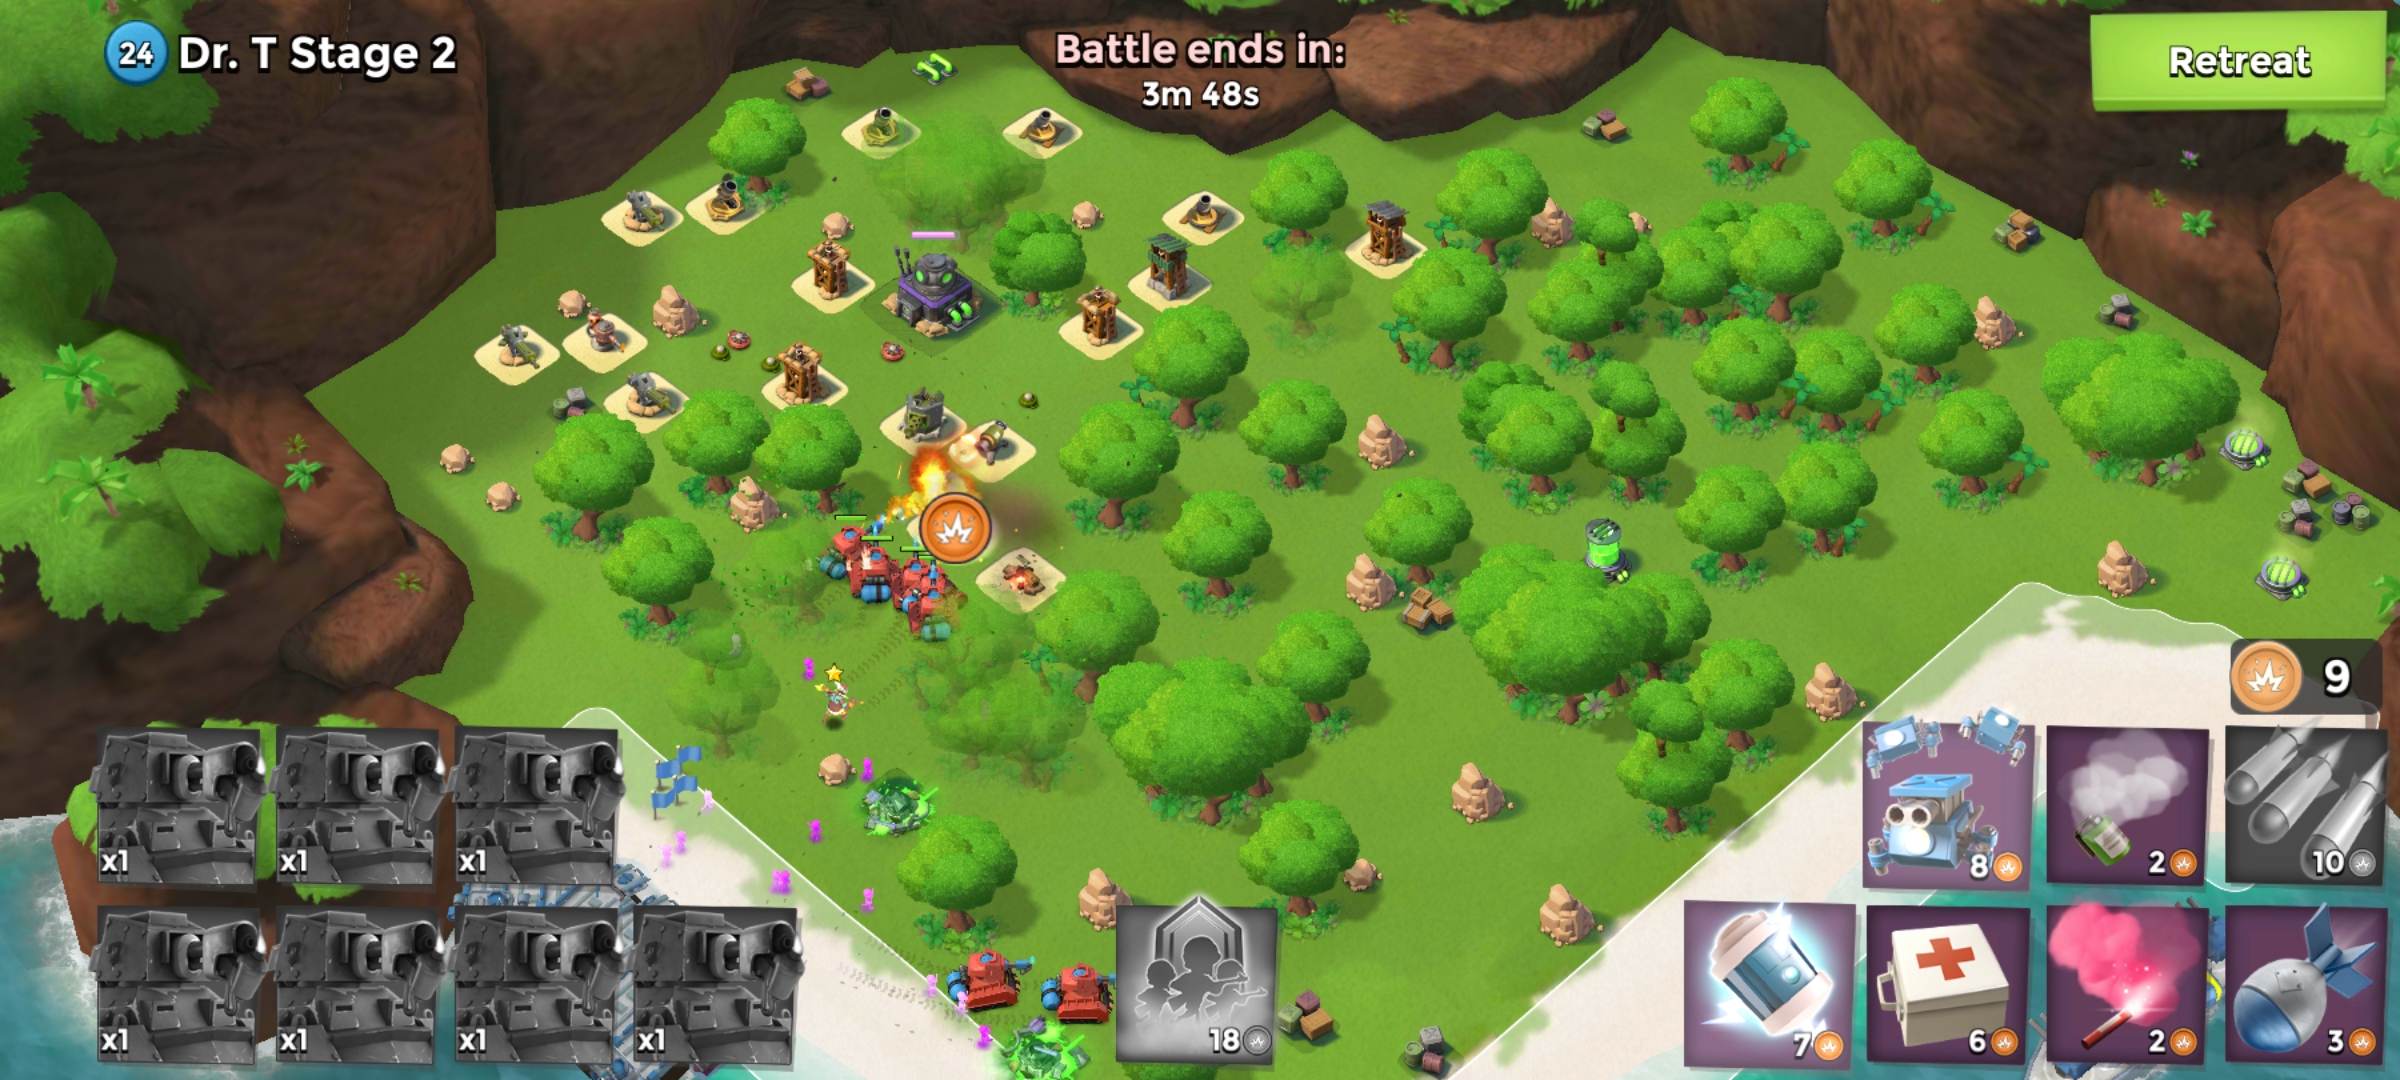 24 Dr. T Stage 2
Battle ends in:
3m 48s
Retreat
9
8
2
10
x1
x1
x1
7
6
2
3
x1
x1
x1
x1
18